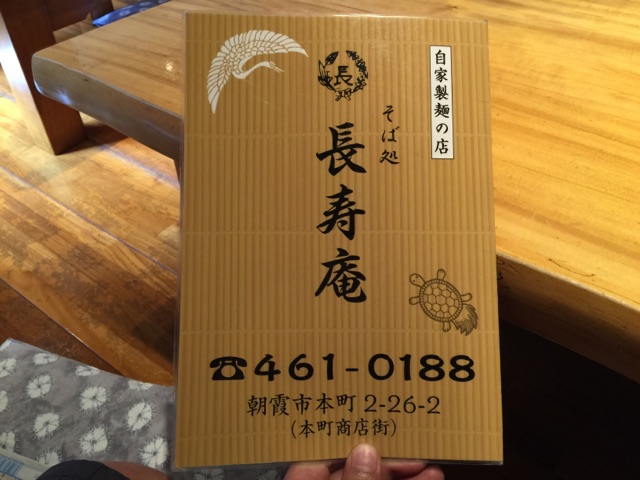 自家製麺の店
長
そば処
長寿庵
☎461-0188
朝霞市本町2-26-2
(本町商店街)